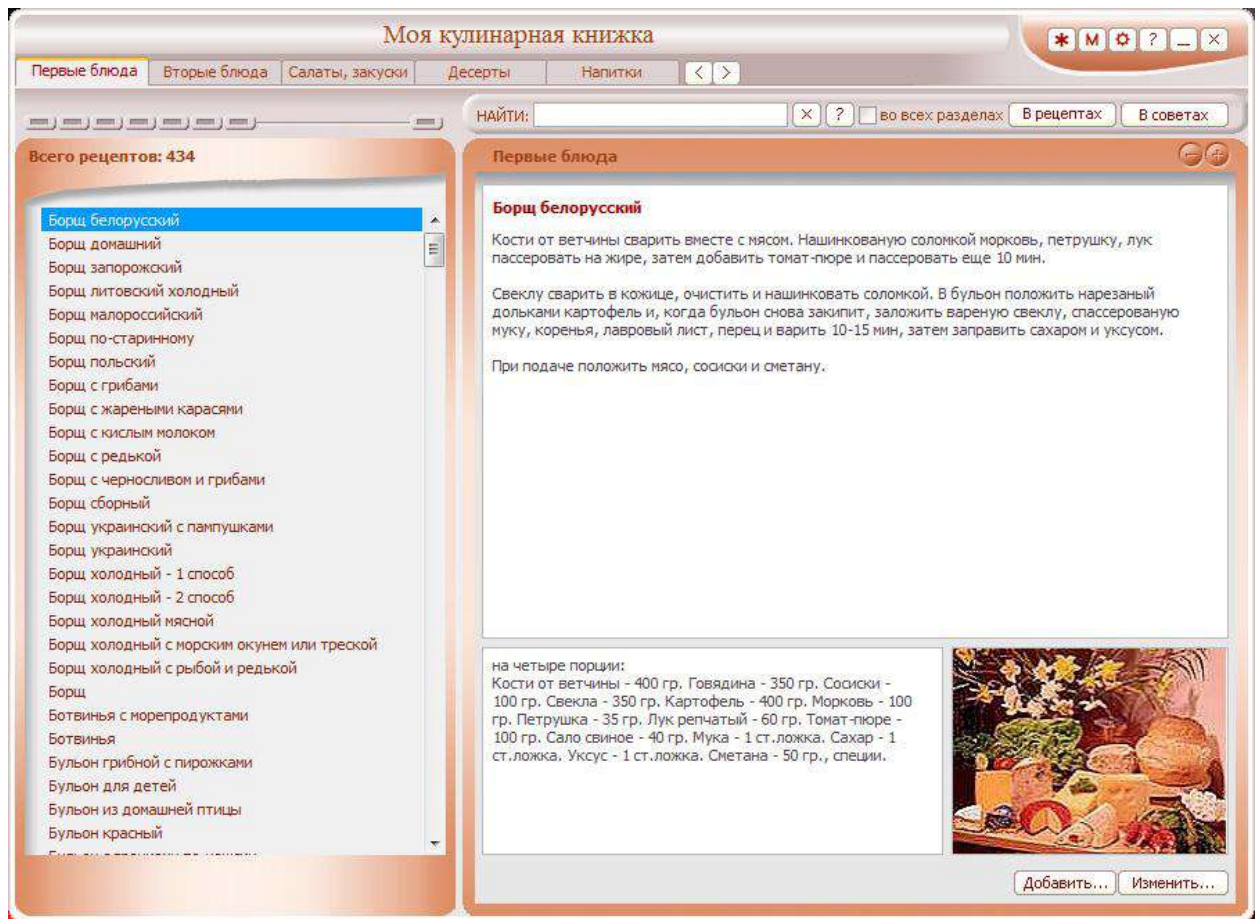 Моя кулинарная книжка
М ? _ ×
Первые блюда Вторые блюда Салаты, закуски Десерты Напитки < >
НАЙТИ: × ? во всех разделах В рецептах В советах
Всего рецептов: 434
Борщ белорусский
Борщ домашний
Борщ запорожский
Борщ литовский холодный
Борщ малороссийский
Борщ по-старинному
Борщ польский
Борщ с грибами
Борщ с жареными карасями
Борщ с кислым молоком
Борщ с редькой
Борщ с черносливом и грибами
Борщ сборный
Борщ украинский с пампушками
Борщ украинский
Борщ холодный - 1 способ
Борщ холодный - 2 способ
Борщ холодный мясной
Борщ холодный с морским окунем или треской
Борщ холодный с рыбой и редькой
Борщ
Ботвинья с морепродуктами
Ботвинья
Бульон грибной с пирожками
Бульон для детей
Бульон из домашней птицы
Бульон красный
Первые блюда
Борщ белорусский
Кости от ветчины сварить вместе с мясом. Нашинкованую соломкой морковь, петрушку, лук
пассеровать на жире, затем добавить томат-пюре и пассеровать еще 10 мин.
Свеклу сварить в кожице, очистить и нашинковать соломкой. В бульон положить нарезаный
дольками картофель и, когда бульон снова закипит, заложить вареную свеклу, спассерованую
муку, коренья, лавровый лист, перец и варить 10-15 мин, затем заправить сахаром и уксусом.
При подаче положить мясо, сосиски и сметану.
на четыре порции:
Кости от ветчины - 400 гр. Говядина - 350 гр. Сосиски -
100 гр. Свекла - 350 гр. Картофель - 400 гр. Морковь - 100
гр. Петрушка - 35 гр. Лук репчатый - 60 гр. Томат-пюре -
100 гр. Сало свиное - 40 гр. Мука - 1 ст.ложка. Сахар - 1
ст.ложка. Уксус - 1 ст.ложка. Сметана - 50 гр., специи.
Добавить... Изменить...